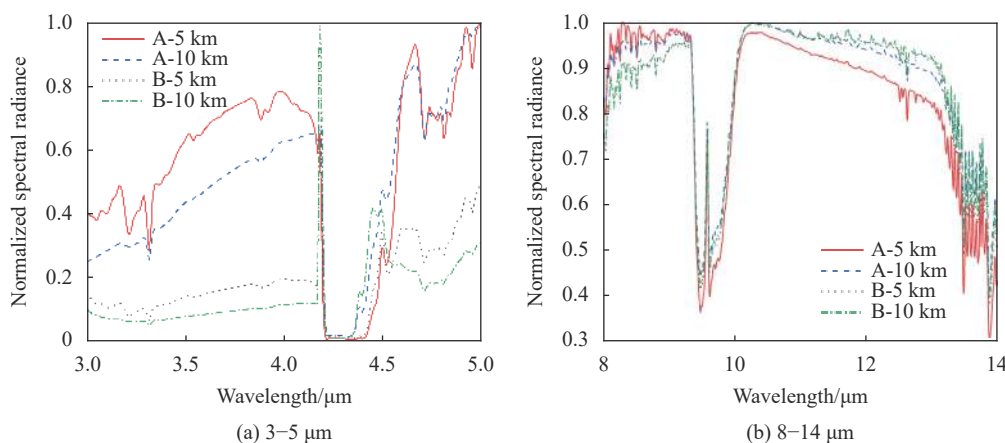 1.0
0.8
0.6
0.4
0.2
0
Normalized spectral radiance
A-5 km
A-10 km
B-5 km
B-10 km
3.0 3.5 4.0 4.5 5.0
Wavelength/μm
(a) 3−5 μm
1.0
0.9
0.8
0.7
0.6
0.5
0.4
0.3
Normalized spectral radiance
A-5 km
A-10 km
B-5 km
B-10 km
8 10 12 14
Wavelength/μm
(b) 8−14 μm